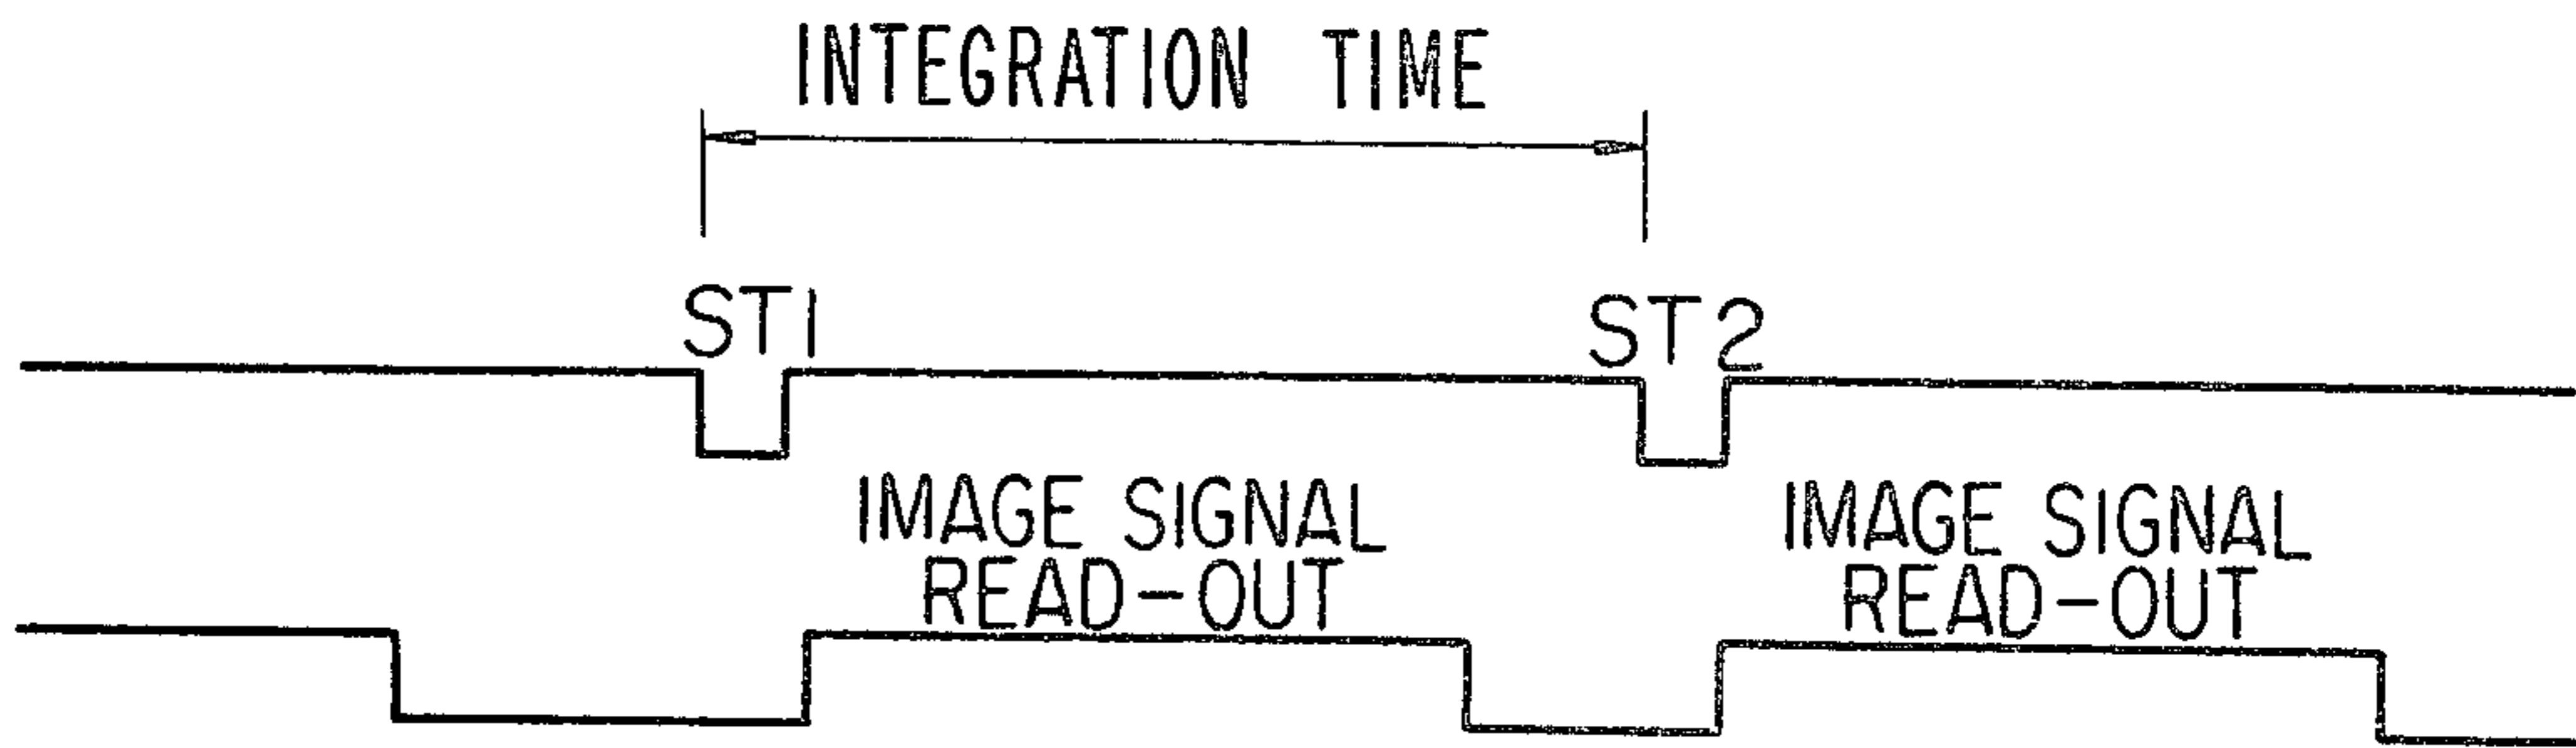 INTEGRATION TIME
ST1
ST2
IMAGE SIGNAL
READ-OUT
IMAGE SIGNAL
READ-OUT